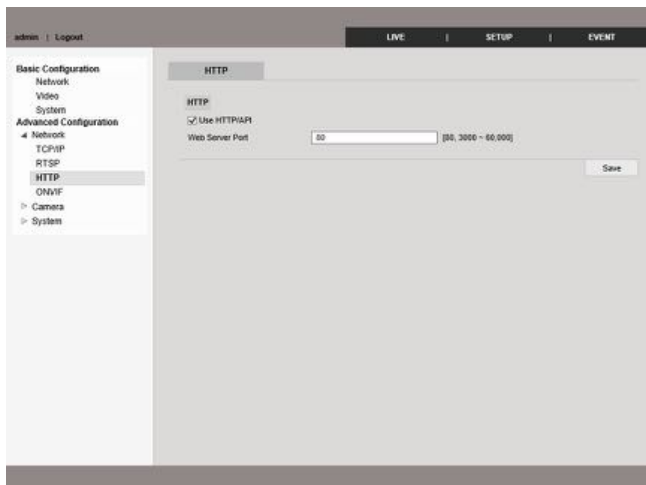 admin | Logout
LIVE | SETUP | EVENT
Basic Configuration
Network
Video
System
Advanced Configuration
Network
TCP/IP
RTSP
HTTP
ONVIF
Camera
System
HTTP
HTTP
Use HTTP/API
Web Server Port 80 [80, 3000 ~ 60,000]
Save